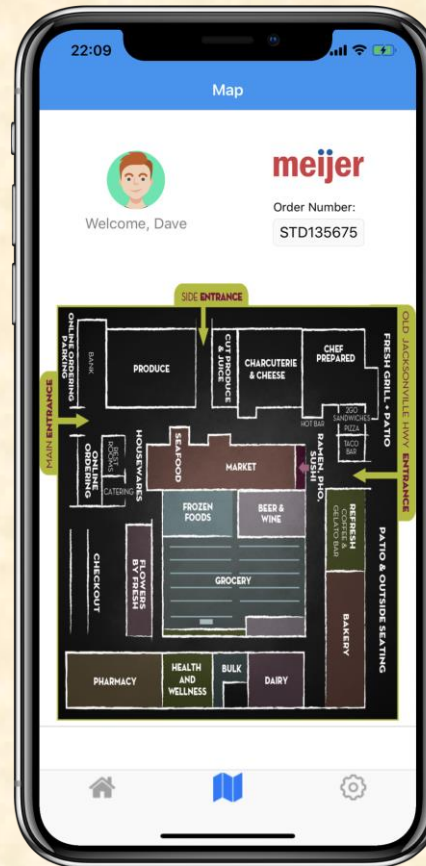 22:09
Map
meijer
Welcome, Dave
Order Number:
STD135675
SIDE ENTRANCE
ONLINE ORDERING
PARKING
BANK
PRODUCE
CUT PRODUCE
& JUICE
CHARCUTERIE
& CHEESE
CHEF
PREPARED
FRESH GRILL + PATIO
OLD JACKSONVILLE HWY ENTRANCE
MAIN ENTRANCE
HOT BAR
2GO
SANDWICHES
PIZZA
TACO
BAR
ONLINE
ORDERING
REST
ROOMS
CATERING
HOUSEWARES
SEAFOOD
MARKET
RAMEN, PHO,
SUSHI
FROZEN
FOODS
BEER &
WINE
REFRESH
COFFEE &
GELATO BAR
CHECKOUT
FLOWERS
BY FRESH
GROCERY
BAKERY
PATIO & OUTSIDE SEATING
PHARMACY
HEALTH
AND
WELLNESS
BULK
DAIRY